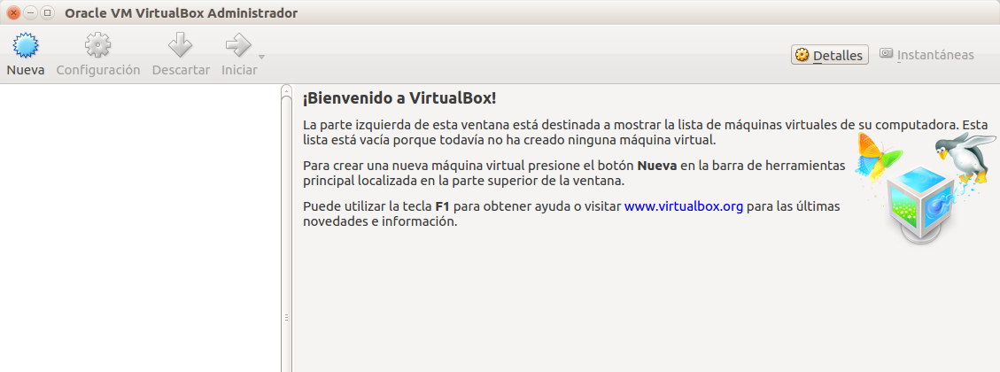 Oracle VM VirtualBox Administrador
Nueva Configuración Descartar Iniciar Detalles Instantáneas
¡Bienvenido a VirtualBox!
La parte izquierda de esta ventana está destinada a mostrar la lista de máquinas virtuales de su computadora. Esta
lista está vacía porque todavía no ha creado ninguna máquina virtual.
Para crear una nueva máquina virtual presione el botón Nueva en la barra de herramientas
principal localizada en la parte superior de la ventana.
Puede utilizar la tecla F1 para obtener ayuda o visitar www.virtualbox.org para las últimas
novedades e información.